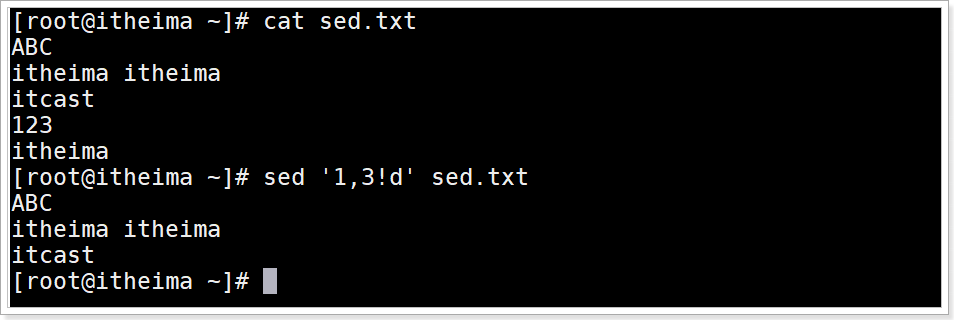 [root@itheima ~]# cat sed.txt
ABC
itheima itheima
itcast
123
itheima
[root@itheima ~]# sed '1,3!d' sed.txt
ABC
itheima itheima
itcast
[root@itheima ~]#